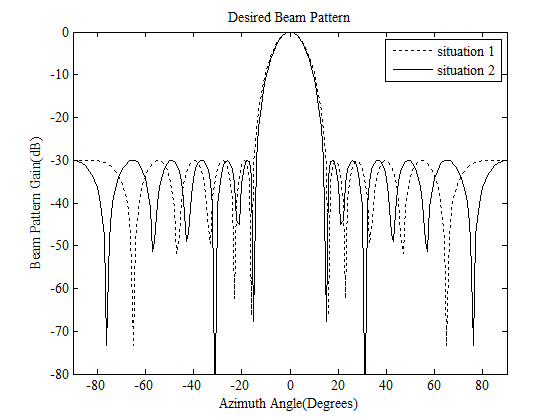 Desired Beam Pattern
situation 1
situation 2
Beam Pattern Gain(dB)
0
-10
-20
-30
-40
-50
-60
-70
-80
-80 -60 -40 -20 0 20 40 60 80
Azimuth Angle(Degrees)